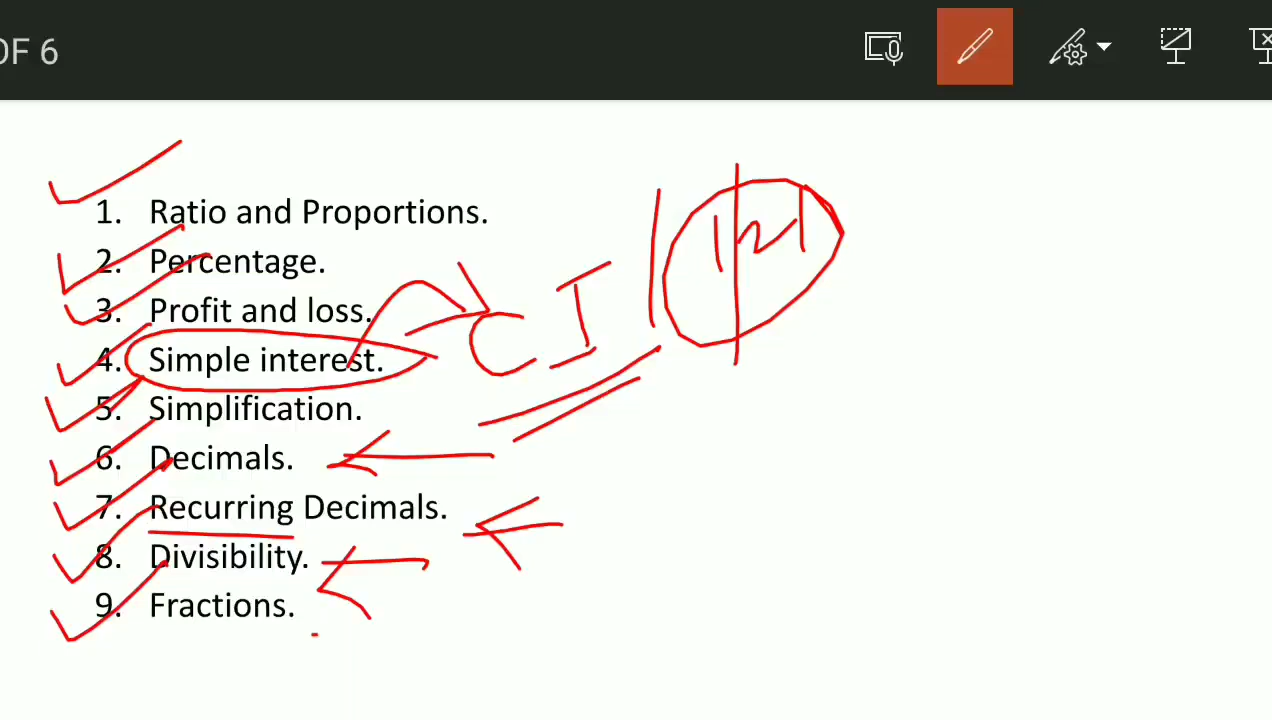 OF 6
1. Ratio and Proportions.
2. Percentage.
3. Profit and loss.
4. Simple interest.
CI
5. Simplification.
6. Decimals.
7. Recurring Decimals.
8. Divisibility.
9. Fractions.